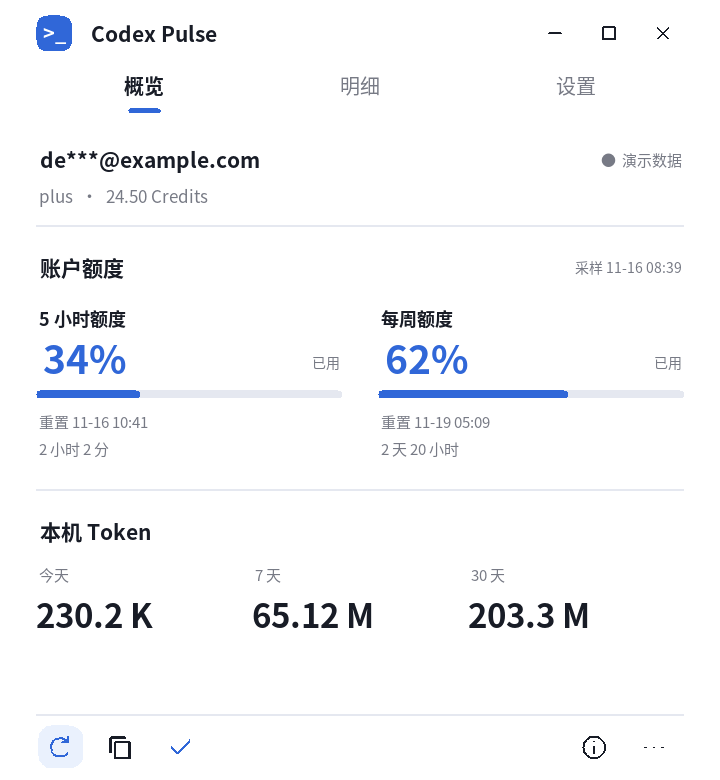 >_ Codex Pulse
概览 明细 设置
de***@example.com 演示数据
plus • 24.50 Credits
账户额度 采样 11-16 08:39
5 小时额度 每周额度
34% 已用 62% 已用
重置 11-16 10:41 重置 11-19 05:09
2 小时 2 分 2 天 20 小时
本机 Token
今天 7 天 30 天
230.2 K 65.12 M 203.3 M